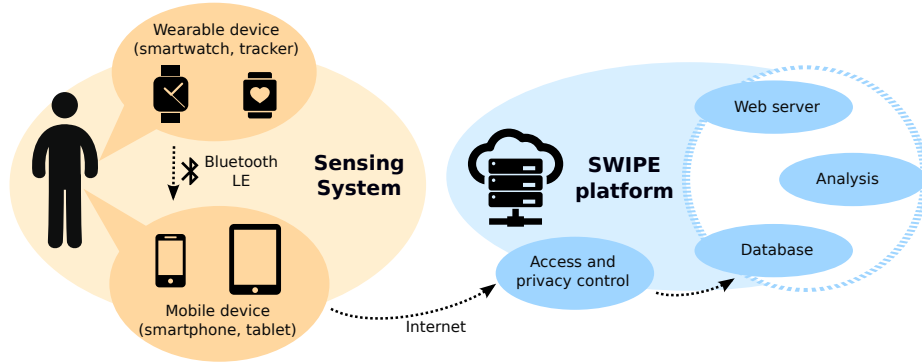 Wearable device
(smartwatch, tracker)
Bluetooth
LE
Sensing
System
Mobile device
(smartphone, tablet)
Internet
SWIPE
platform
Access and
privacy control
Web server
Analysis
Database